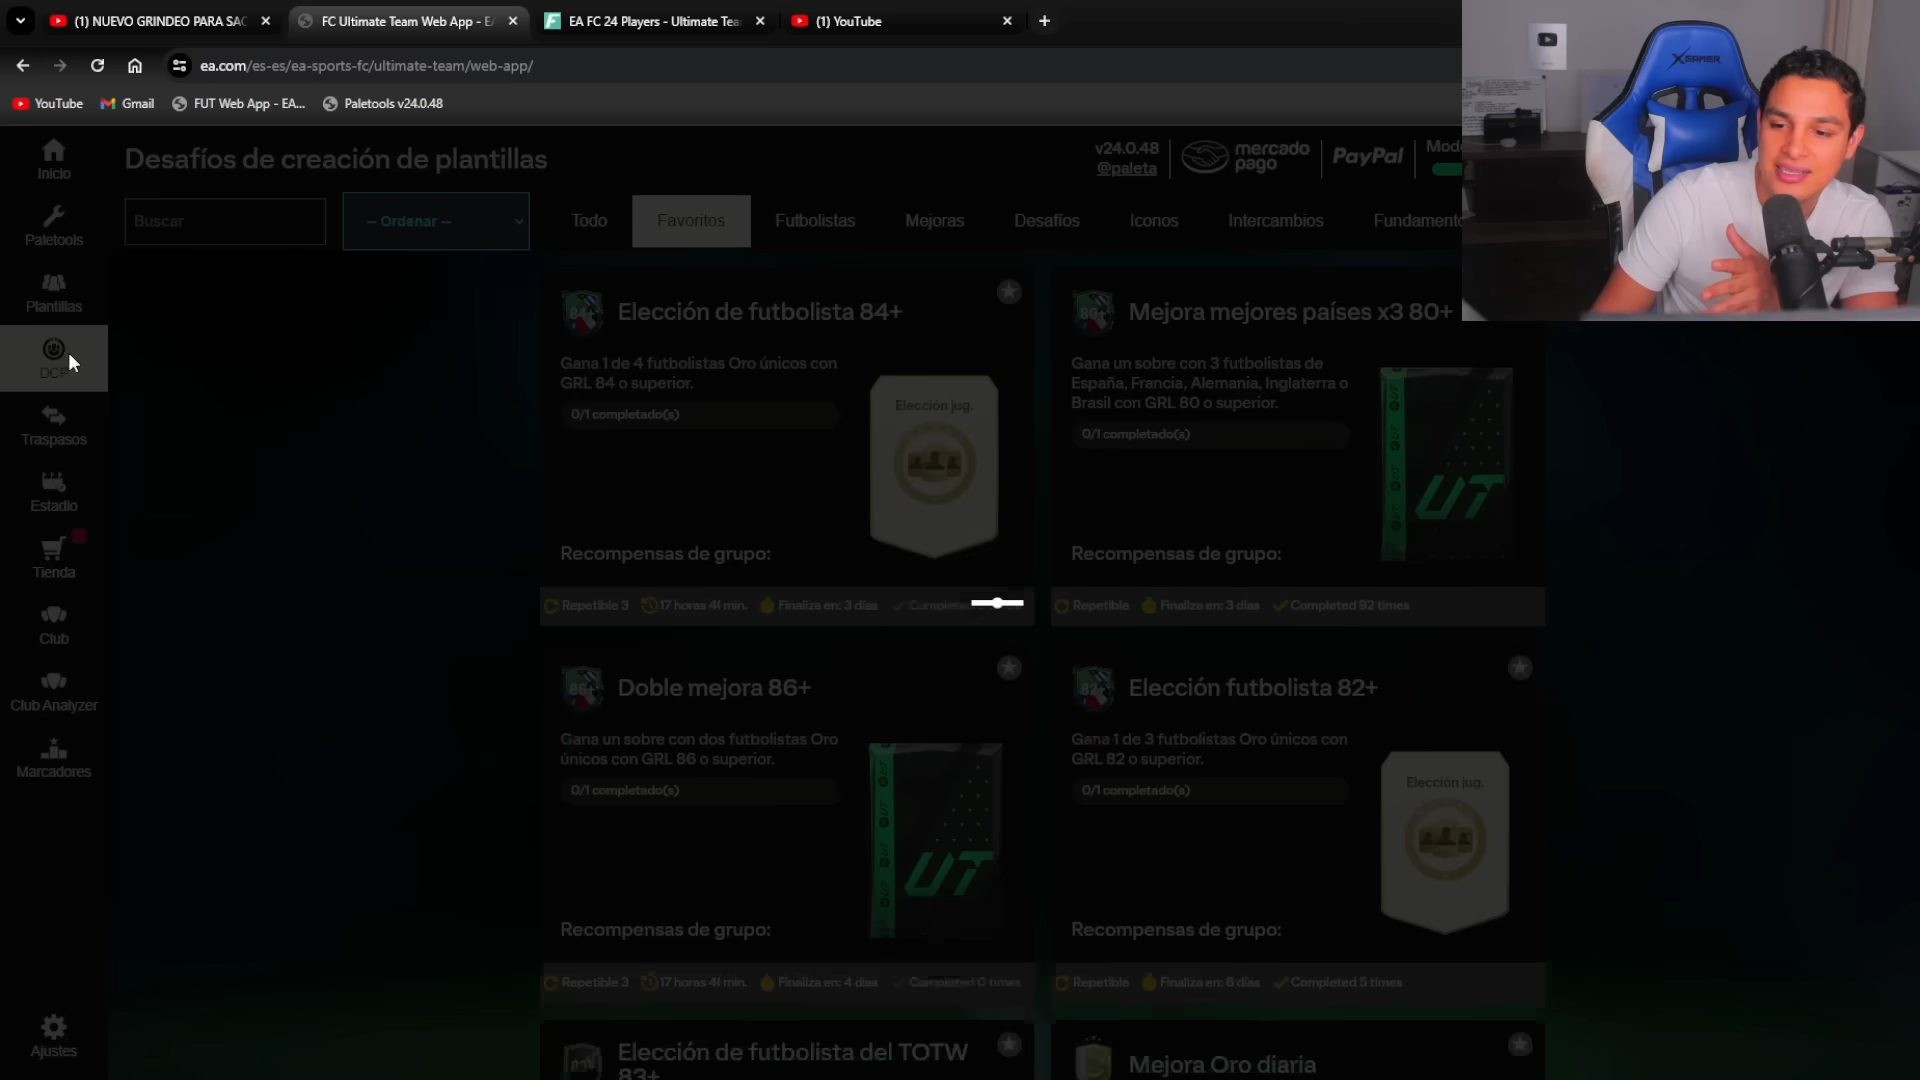 (1) NUEVO GRINDEO PARA SAC
FC Ultimate Team Web App - E
EA FC 24 Players - Ultimate Tea
(1) YouTube
ea.com/es-es/ea-sports-fc/ultimate-team/web-app/
YouTube
Gmail
FUT Web App - EA...
Paletools v24.0.48
XGAMER
Inicio
Paletools
Plantillas
DCP
Traspasos
Estadio
Tienda
Club
Club Analyzer
Marcadores
Ajustes
Desafíos de creación de plantillas
v24.0.48
@paleta
mercado
pago
PayPal
Mod
Buscar
-- Ordenar --
Todo
Favoritos
Futbolistas
Mejoras
Desafíos
Iconos
Intercambios
Fundament
84+
Elección de futbolista 84+
Gana 1 de 4 futbolistas Oro únicos con
GRL 84 o superior.
0/1 completado(s)
Elección jug.
Recompensas de grupo:
Repetible 3
17 horas 41 min.
Finaliza en: 3 días
80+
Mejora mejores países x3 80+
Gana un sobre con 3 futbolistas de
España, Francia, Alemania, Inglaterra o
Brasil con GRL 80 o superior.
0/1 completado(s)
UT
UT
Recompensas de grupo:
Repetible
Finaliza en: 3 días
Completed 92 times
86+
Doble mejora 86+
Gana un sobre con dos futbolistas Oro
únicos con GRL 86 o superior.
0/1 completado(s)
UT
UT
Recompensas de grupo:
Repetible 3
17 horas 41 min.
Finaliza en: 4 días
Completed 0 times
82+
Elección futbolista 82+
Gana 1 de 3 futbolistas Oro únicos con
GRL 82 o superior.
0/1 completado(s)
Elección jug.
Recompensas de grupo:
Repetible
Finaliza en: 6 días
Completed 5 times
Elección de futbolista del TOTW
83+
Mejora Oro diaria